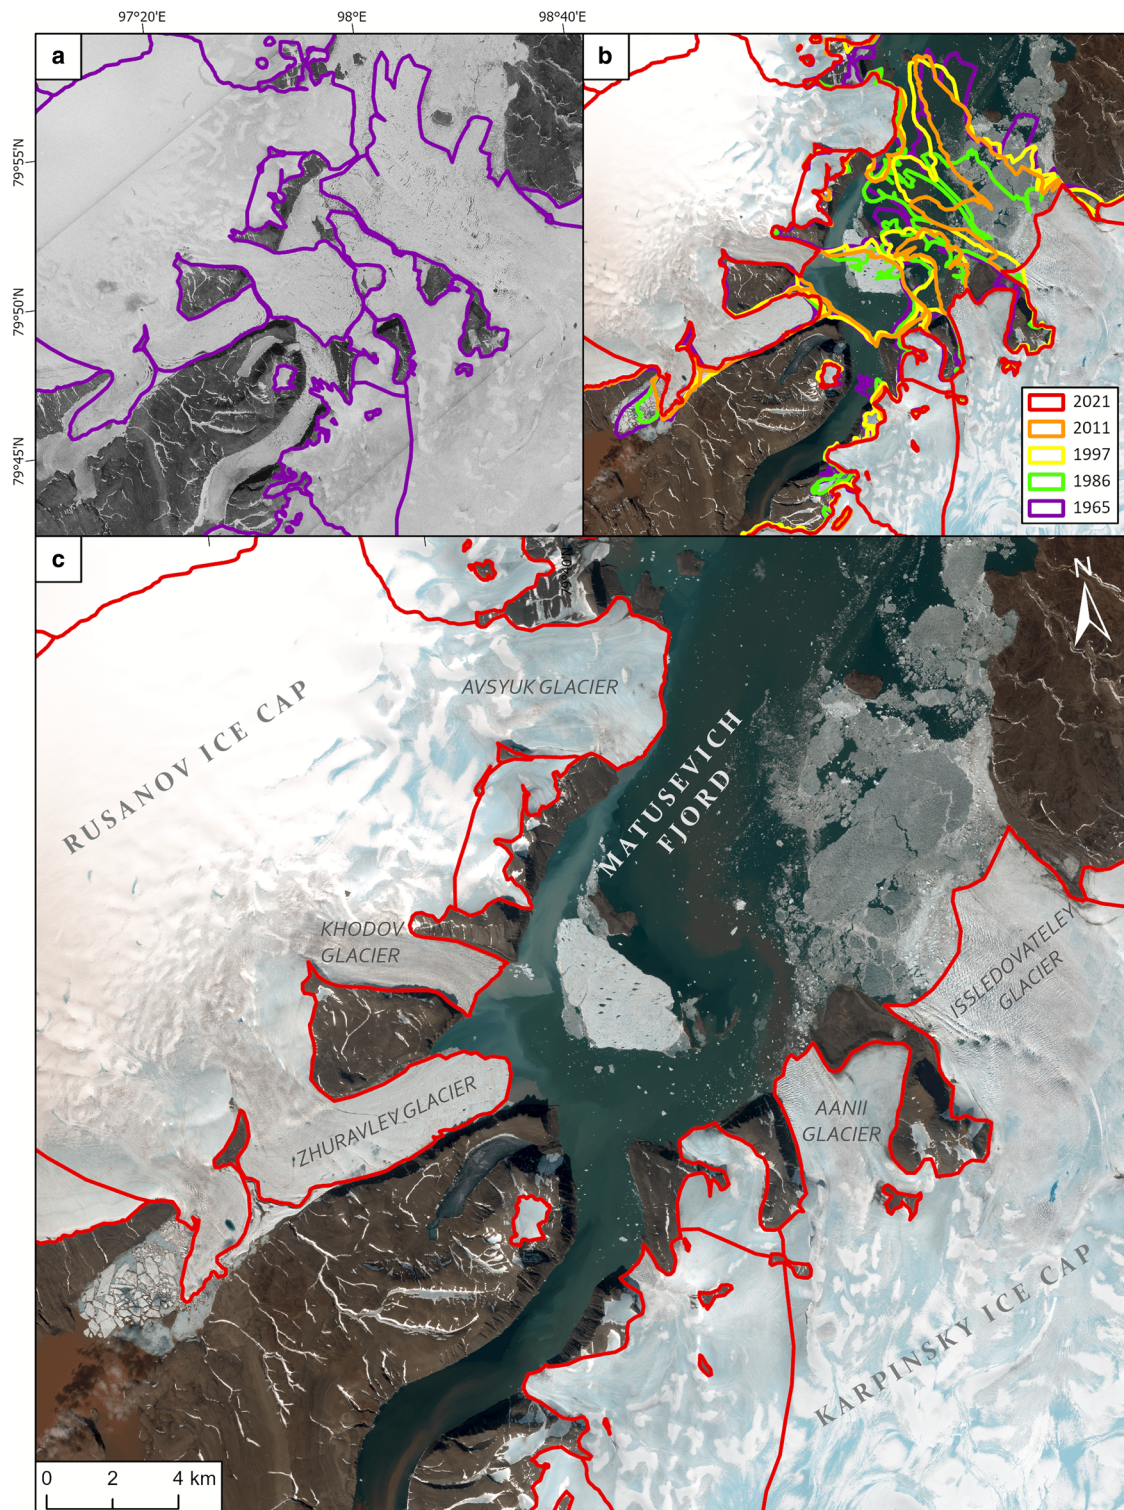 97°20'E
98°E
98°40'E
a
b
79°55'N
79°50'N
79°45'N
2021
2011
1997
1986
1965
c
79°40'N
N
AVSYUK GLACIER
RUSANOV ICE CAP
MATUSEVICH
FJORD
KHODOV
GLACIER
ISSLEDOVATELEY
GLACIER
ZHURAVLEV GLACIER
AANII
GLACIER
KARPINSKY ICE CAP
0 2 4 km